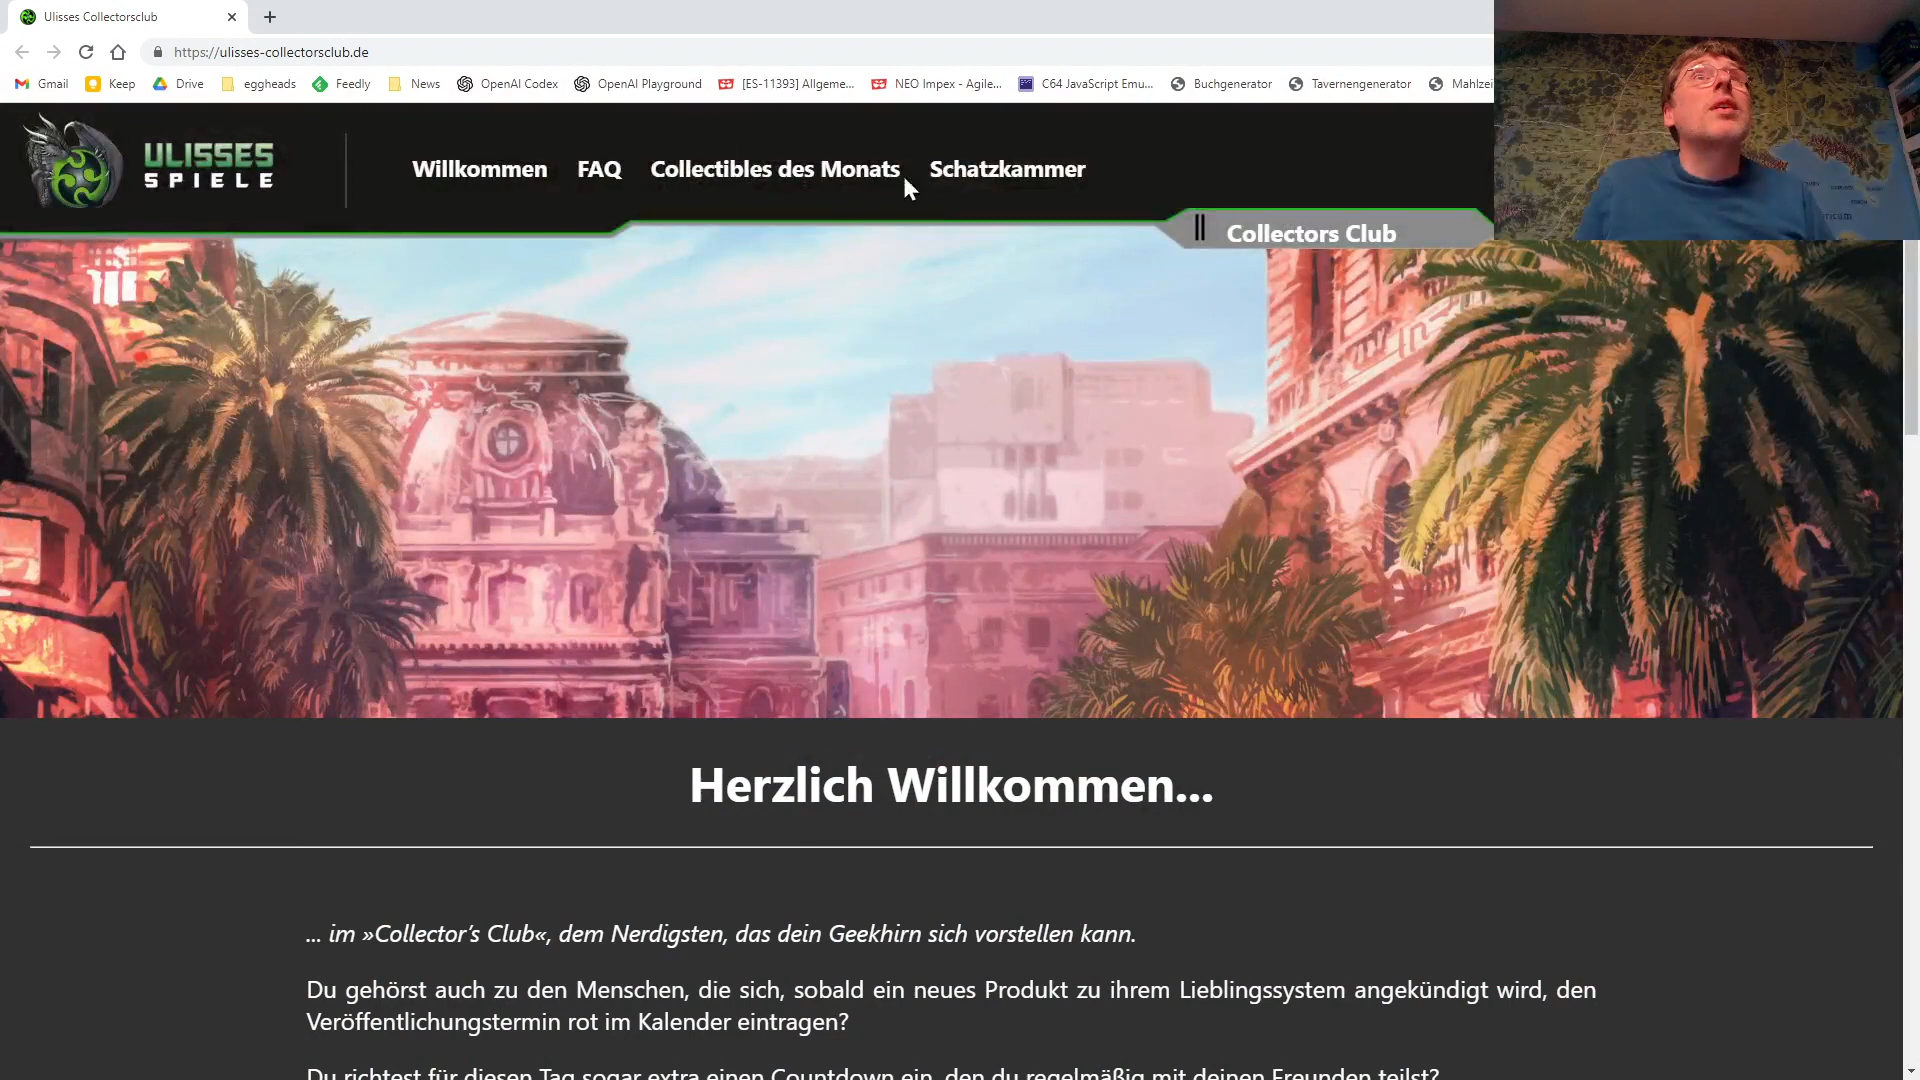 Ulisses Collectorsclub
https://ulisses-collectorsclub.de
Gmail Keep Drive eggheads Feedly News OpenAI Codex OpenAI Playground [ES-11393] Allgeme... NEO Impex - Agile... C64 JavaScript Emu... Buchgenerator Tavernengenerator Mahlzei
ULISSES
SPIELE
Willkommen FAQ Collectibles des Monats Schatzkammer
Collectors Club
Herzlich Willkommen...
... im »Collector’s Club«, dem Nerdigsten, das dein Geekhirn sich vorstellen kann.
Du gehörst auch zu den Menschen, die sich, sobald ein neues Produkt zu ihrem Lieblingssystem angekündigt wird, den
Veröffentlichungstermin rot im Kalender eintragen?
Du richtest für diesen Tag sogar extra einen Countdown ein, den du regelmäßig mit deinen Freunden teilst?